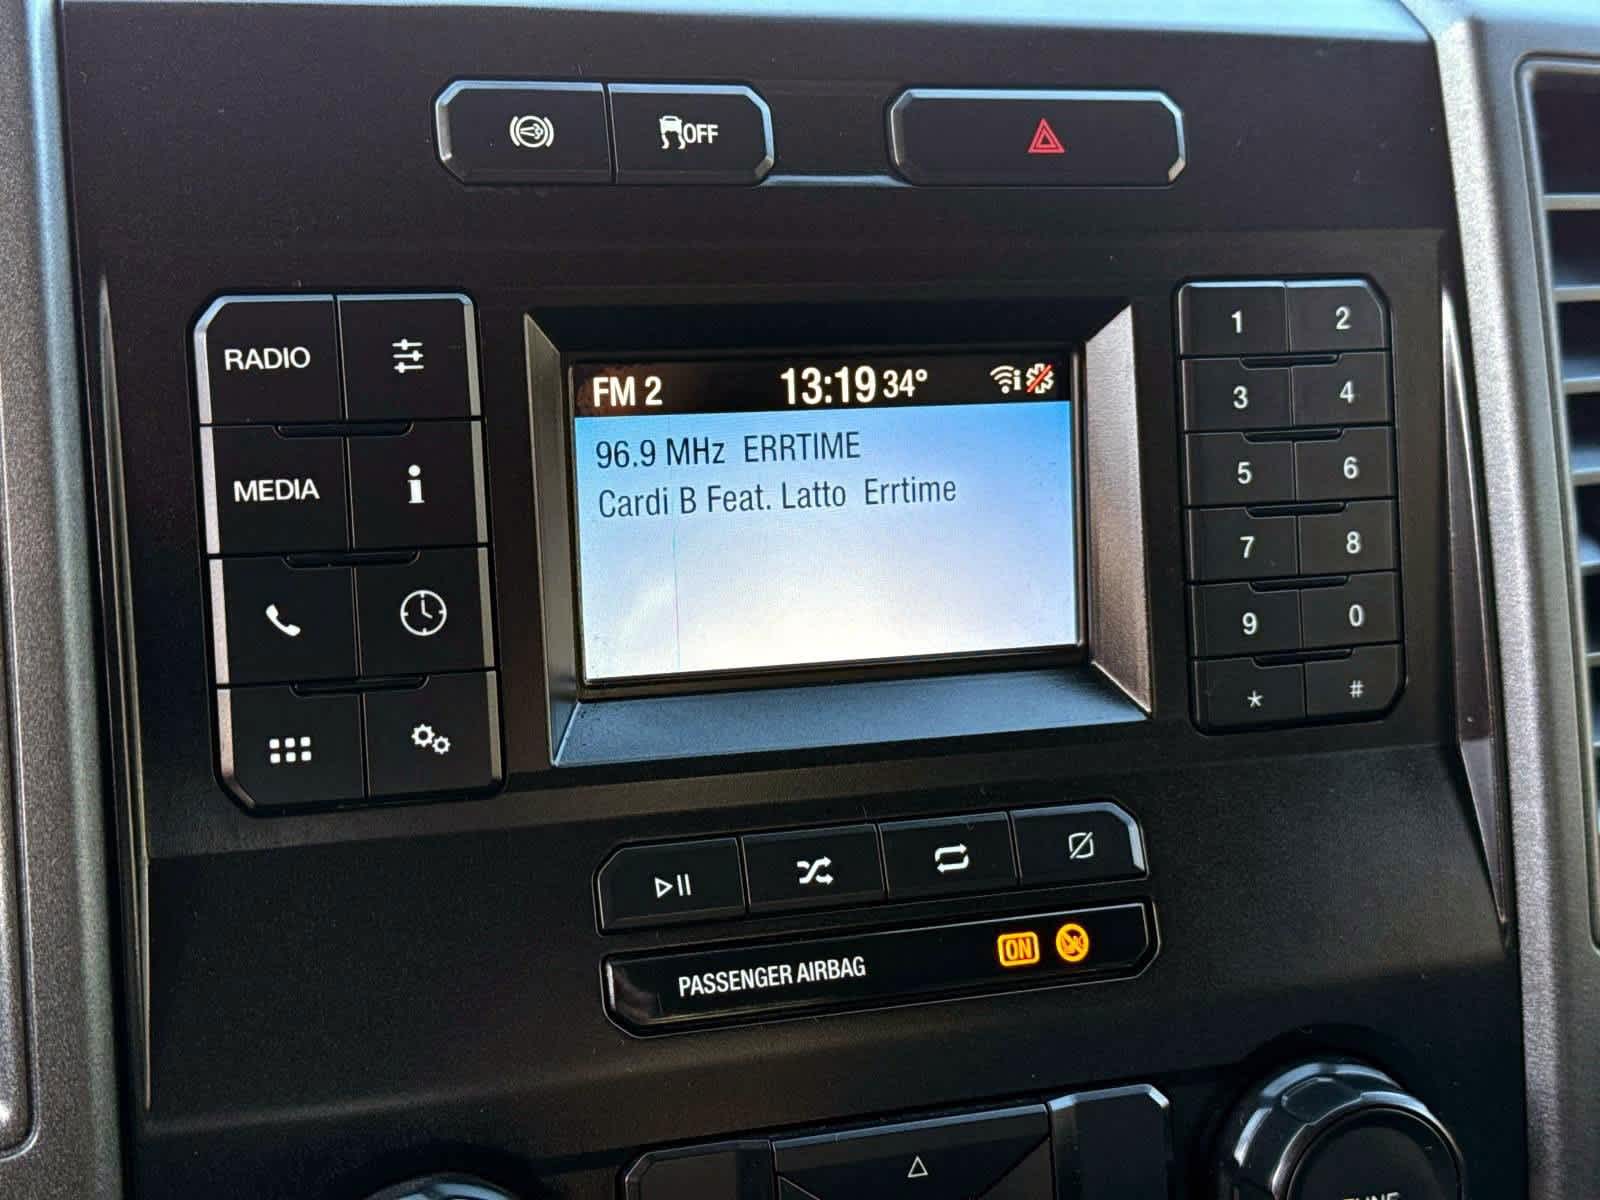 OFF
RADIO
MEDIA
i
FM 2 13:19 34°
96.9 MHz ERRTIME
Cardi B Feat. Latto Errtime
1 2
3 4
5 6
7 8
9 0
* #
PASSENGER AIRBAG ON